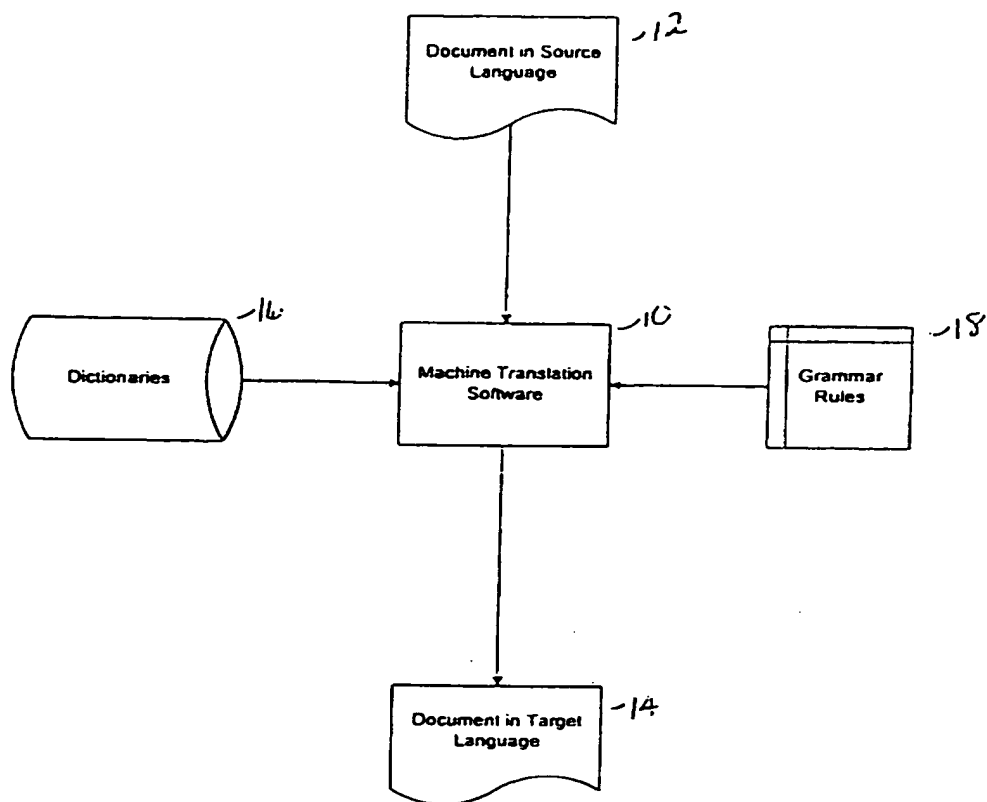 Document in Source
Language
12
16
10
18
Dictionaries
Machine Translation
Software
Grammar
Rules
Document in Target
Language
14